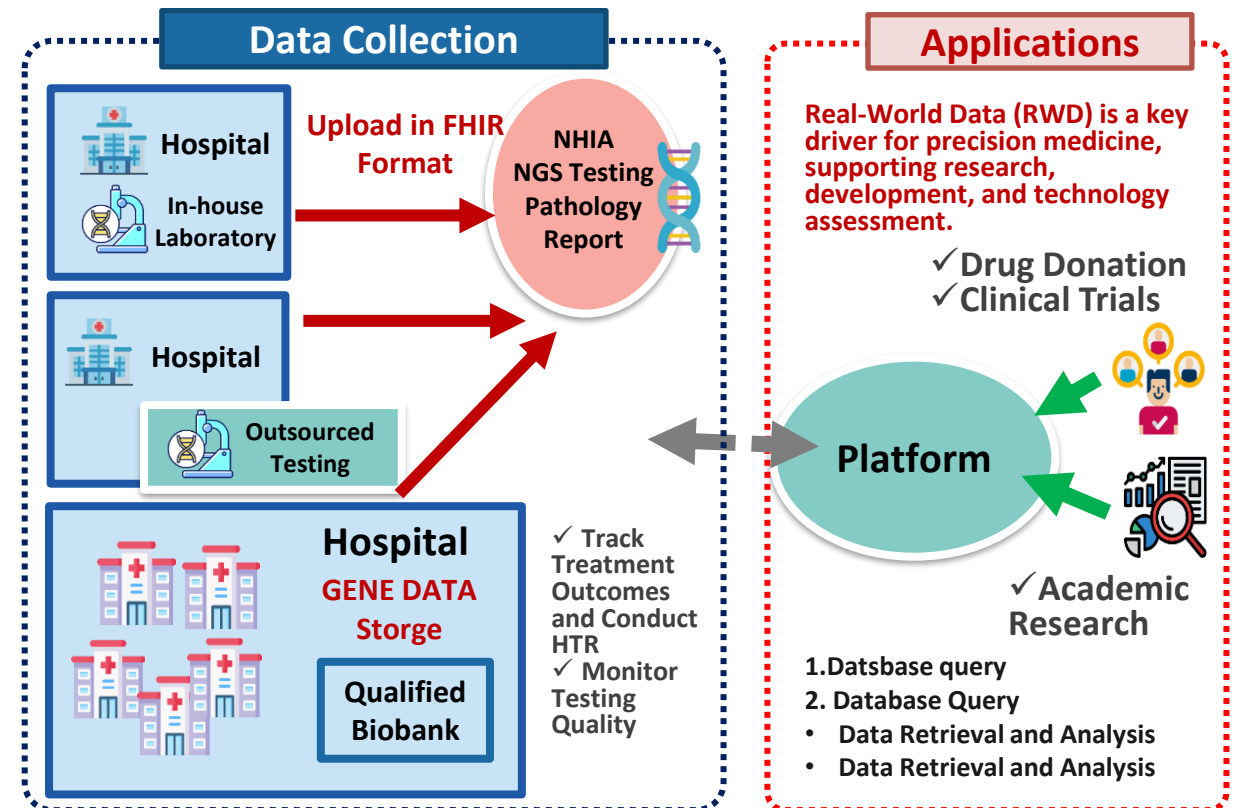 Data Collection
Hospital
In-house
Laboratory
Upload in FHIR
Format
NHIA
NGS Testing
Pathology
Report
Hospital
Outsourced
Testing
Hospital
GENE DATA
Storge
Qualified
Biobank
✓ Track
Treatment
Outcomes
and Conduct
HTR
✓ Monitor
Testing
Quality
Applications
Real-World Data (RWD) is a key
driver for precision medicine,
supporting research,
development, and technology
assessment.
✓Drug Donation
✓Clinical Trials
Platform
✓Academic
Research
1.Datsbase query
2. Database Query
• Data Retrieval and Analysis
• Data Retrieval and Analysis